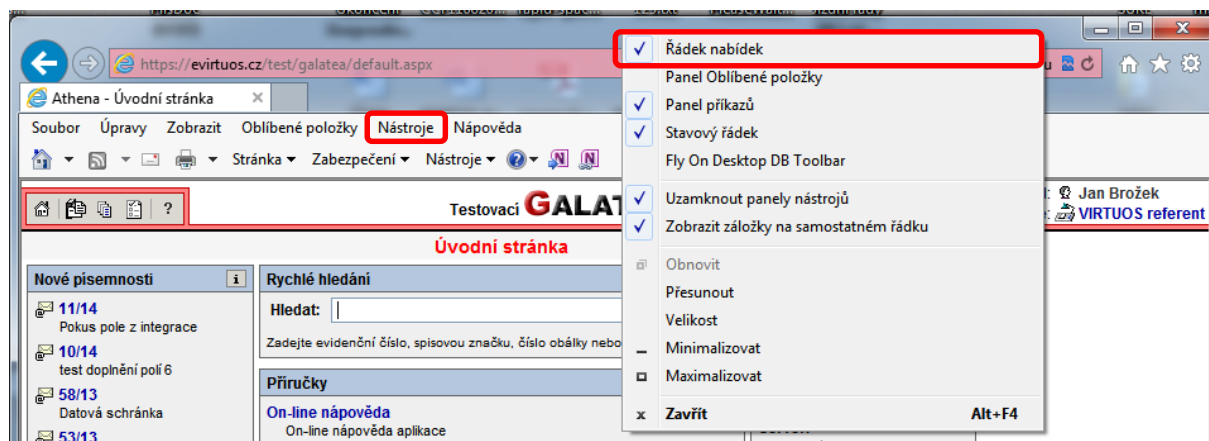 https://evirtuos.cz/test/galatea/default.aspx
Athena - Úvodní stránka
Soubor Úpravy Zobrazit Oblíbené položky Nástroje Nápověda
Stránka Zabezpečení Nástroje
Testovací GALAT
Jan Brožek
VIRTUOS referent
Úvodní stránka
Nové písemnosti
11/14
Pokus pole z integrace
10/14
test doplnění polí 6
58/13
Datová schránka
53/13
Rychlé hledání
Hledat:
Zadejte evidenční číslo, spisovou značku, číslo obálky nebo
Příručky
On-line nápověda
On-line nápověda aplikace
Řádek nabídek
Panel Oblíbené položky
Panel příkazů
Stavový řádek
Fly On Desktop DB Toolbar
Uzamknout panely nástrojů
Zobrazit záložky na samostatném řádku
Obnovit
Přesunout
Velikost
Minimalizovat
Maximalizovat
Zavřít Alt+F4